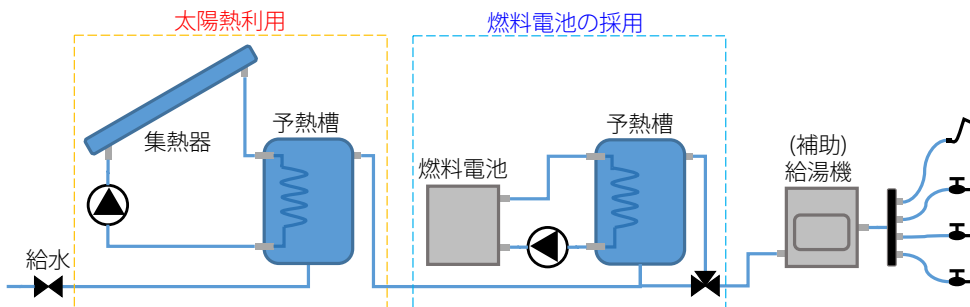 太陽熱利用
燃料電池の採用
集熱器
予熱槽
予熱槽
燃料電池
(補助)
給湯機
給水